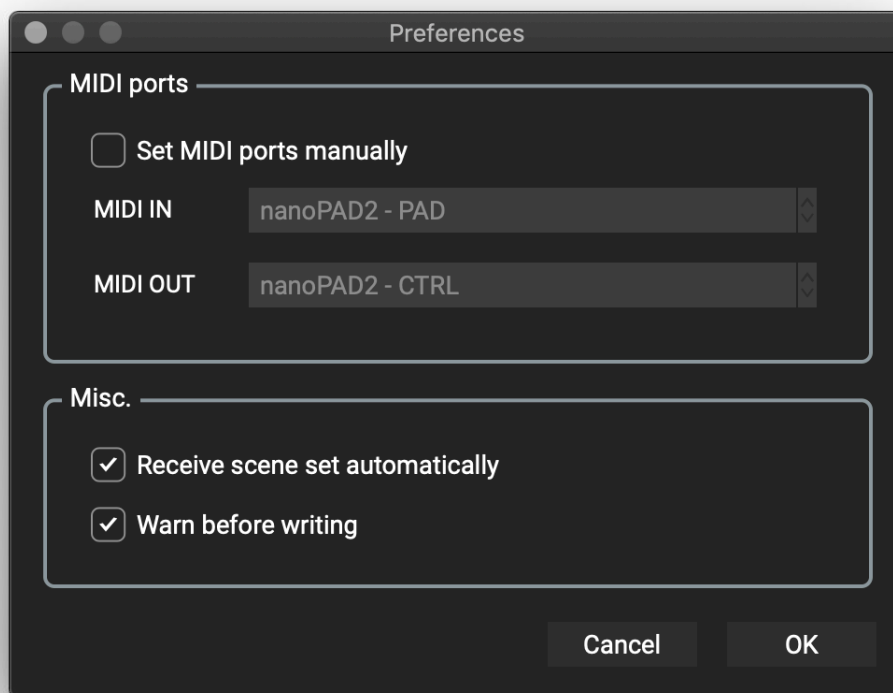 Preferences
MIDI ports
Set MIDI ports manually
MIDI IN nanoPAD2 - PAD
MIDI OUT nanoPAD2 - CTRL
Misc.
Receive scene set automatically
Warn before writing
Cancel OK